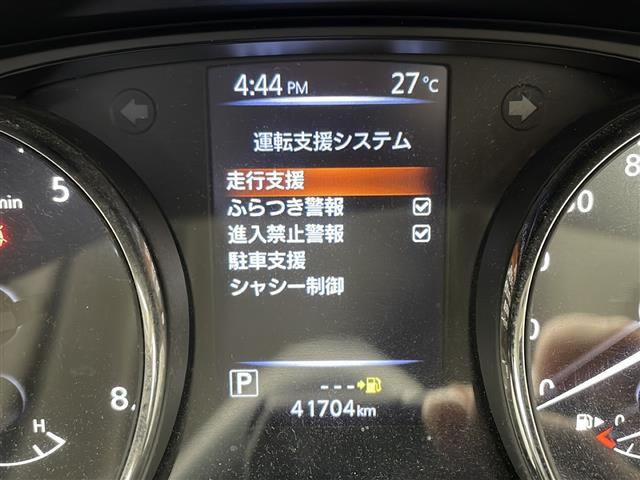 4:44 PM 27°C
運転支援システム
走行支援
ふらつき警報
進入禁止警報
駐車支援
シャシー制御
P ---
41704km
min
5
8
H